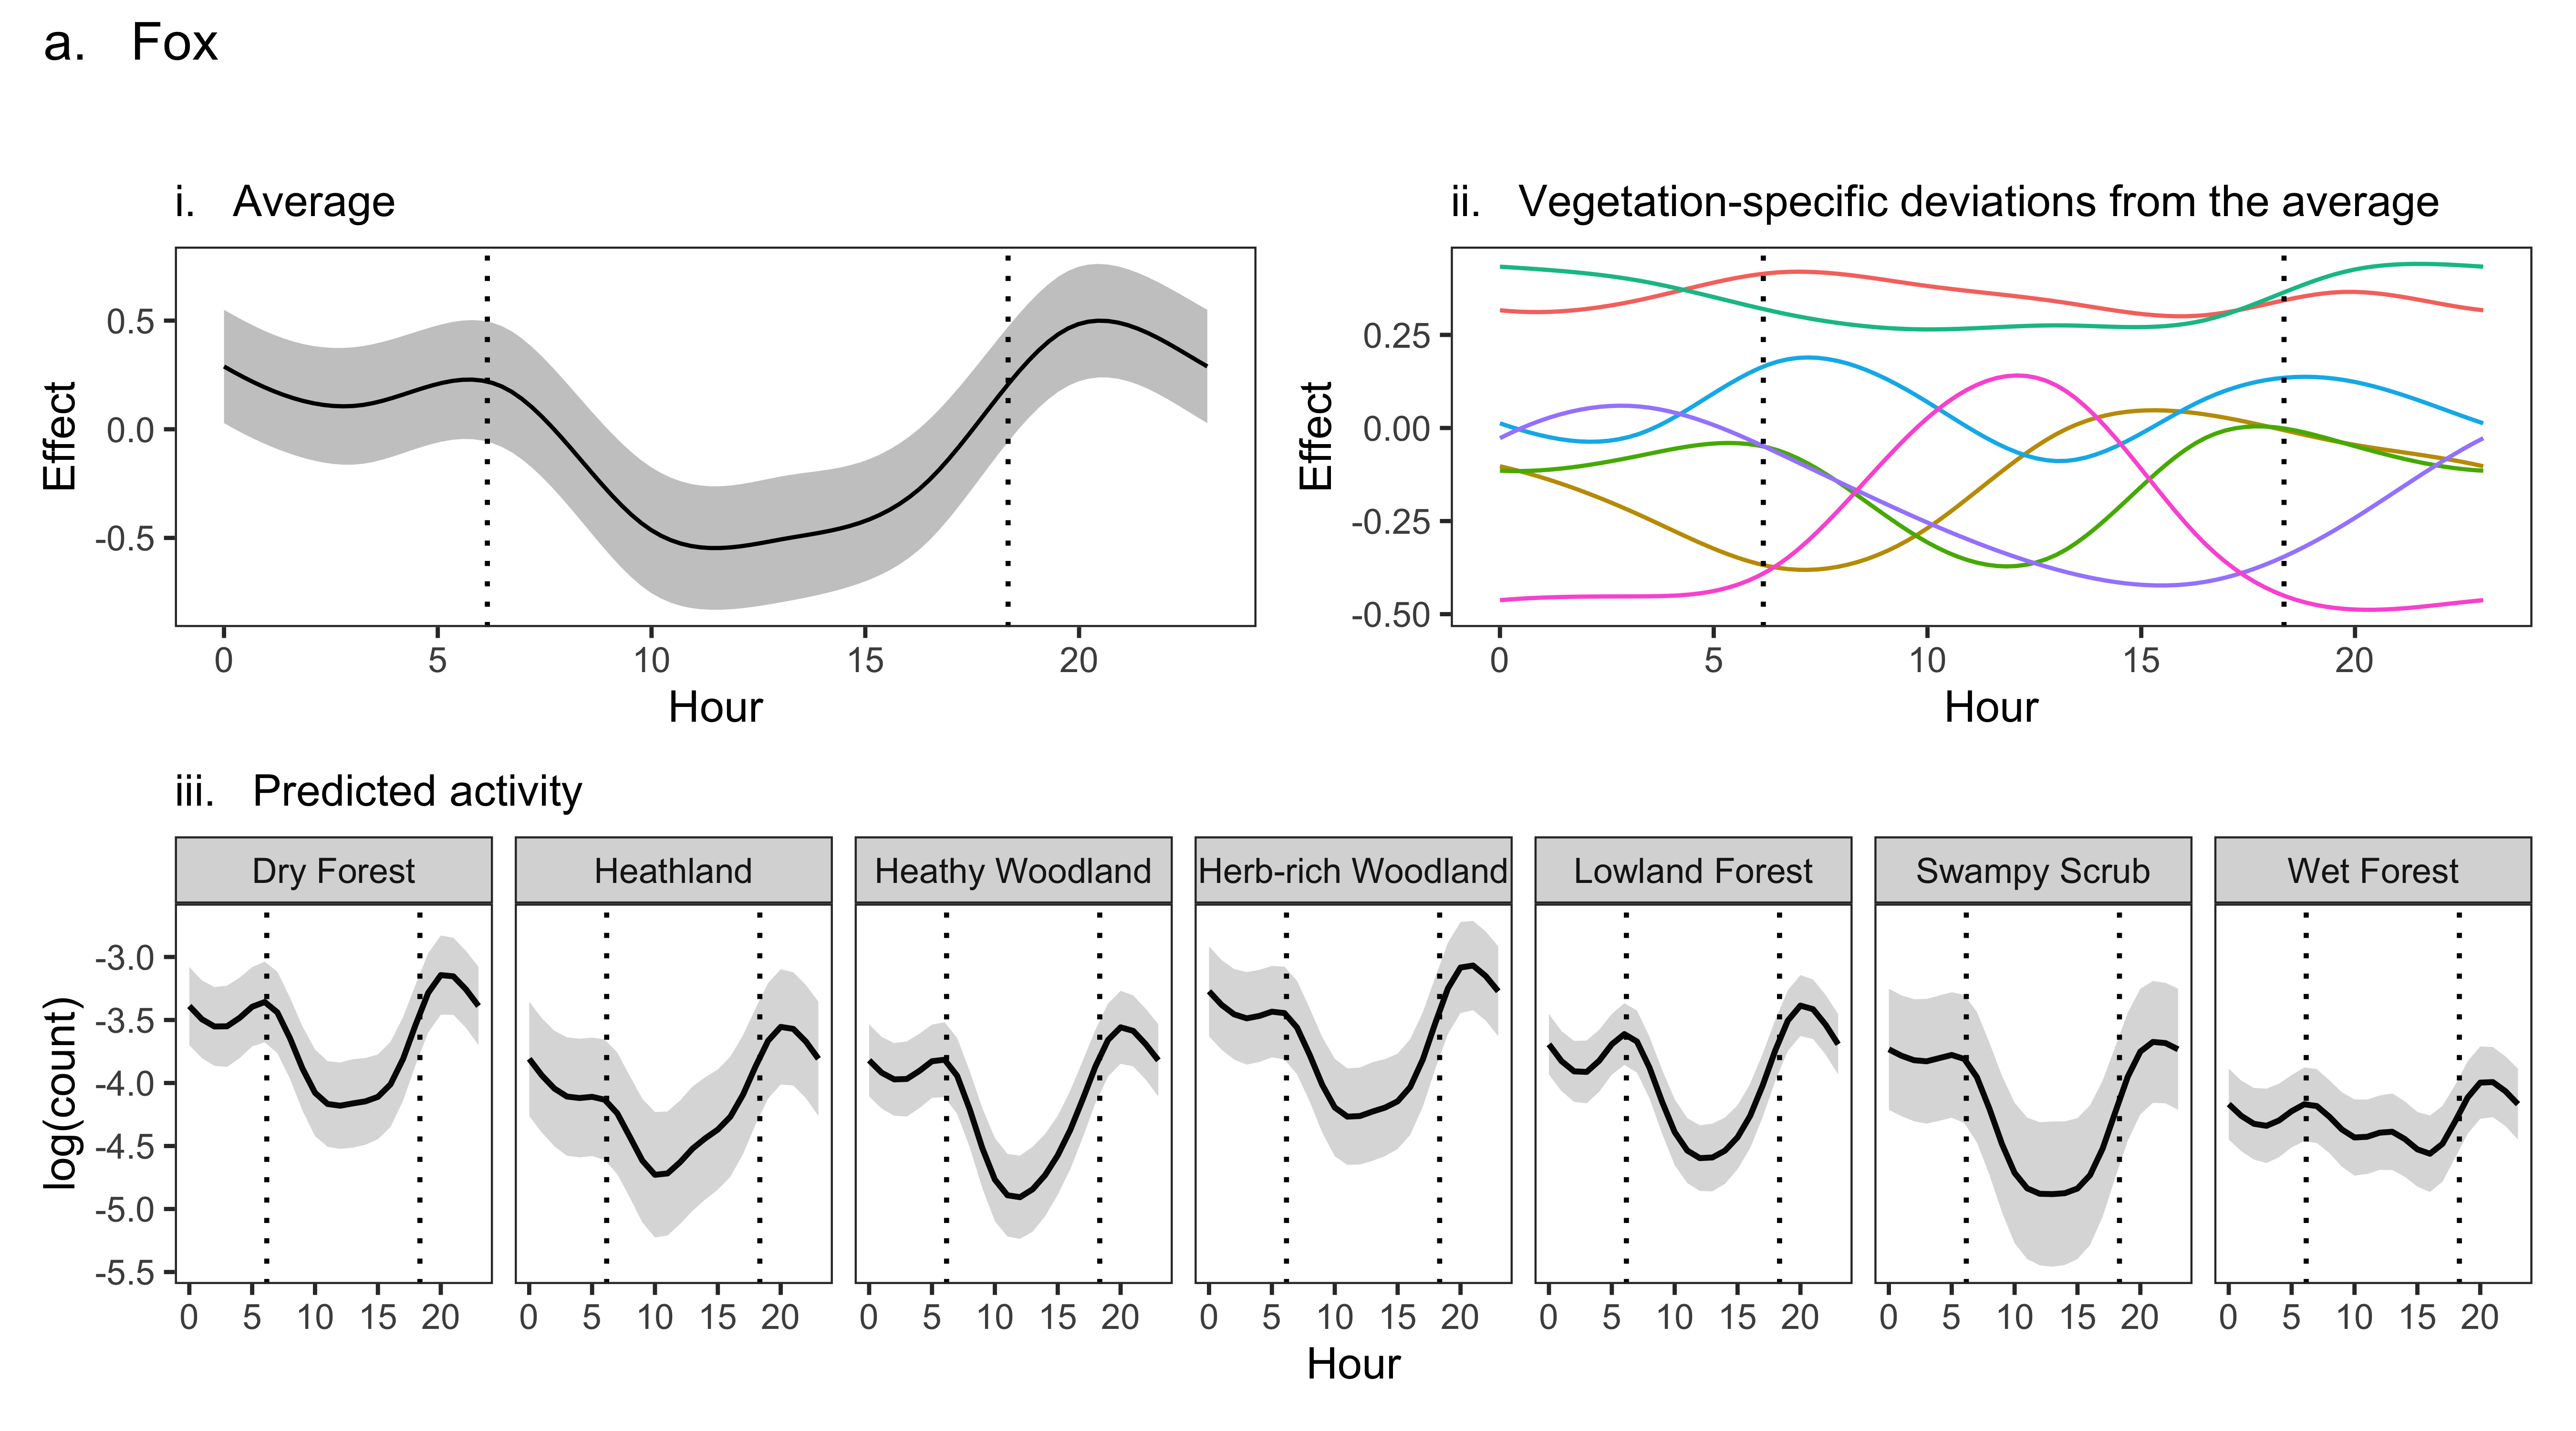 a. Fox
i. Average
ii. Vegetation-specific deviations from the average
0.5
0.0
-0.5
Effect
0 5 10 15 20
Hour
0.25
0.00
-0.25
-0.50
Effect
0 5 10 15 20
Hour
iii. Predicted activity
Dry Forest
Heathland
Heathy Woodland
Herb-rich Woodland
Lowland Forest
Swampy Scrub
Wet Forest
-3.0
-3.5
-4.0
-4.5
-5.0
-5.5
log(count)
0 5 10 15 20
0 5 10 15 20
0 5 10 15 20
0 5 10 15 20
0 5 10 15 20
0 5 10 15 20
0 5 10 15 20
Hour